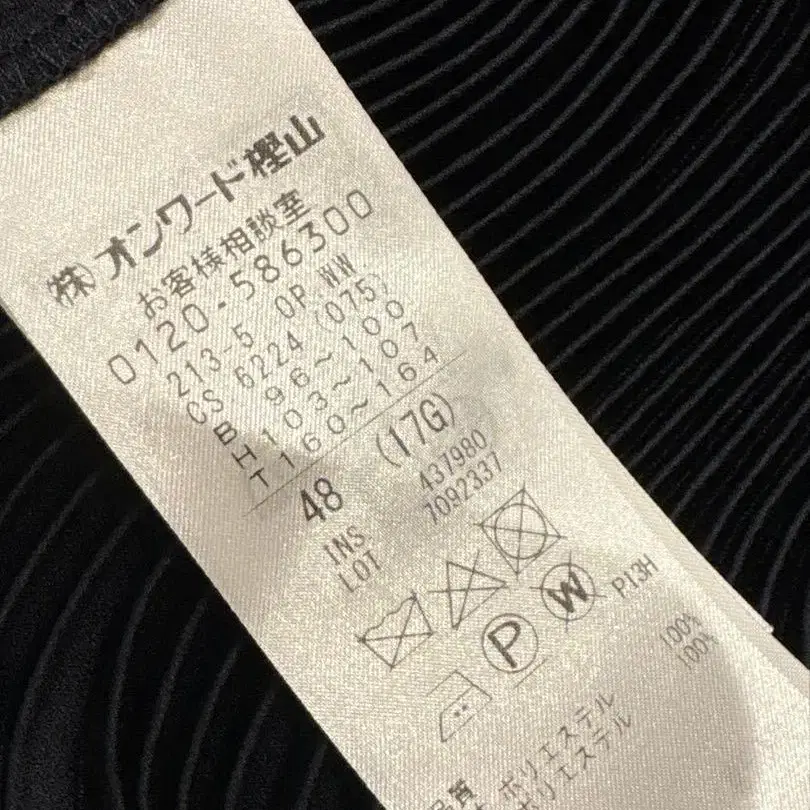 ㈱オンワード樫山
お客様相談室
0120-586300
213-5 OP WW
CS 6224 (075)
B 96~100
H 103~107
T 160~164
48 (17G)
INS 437980
LOT 7092337
P W P13H
ポリエステル 100%
ポリエステル 100%